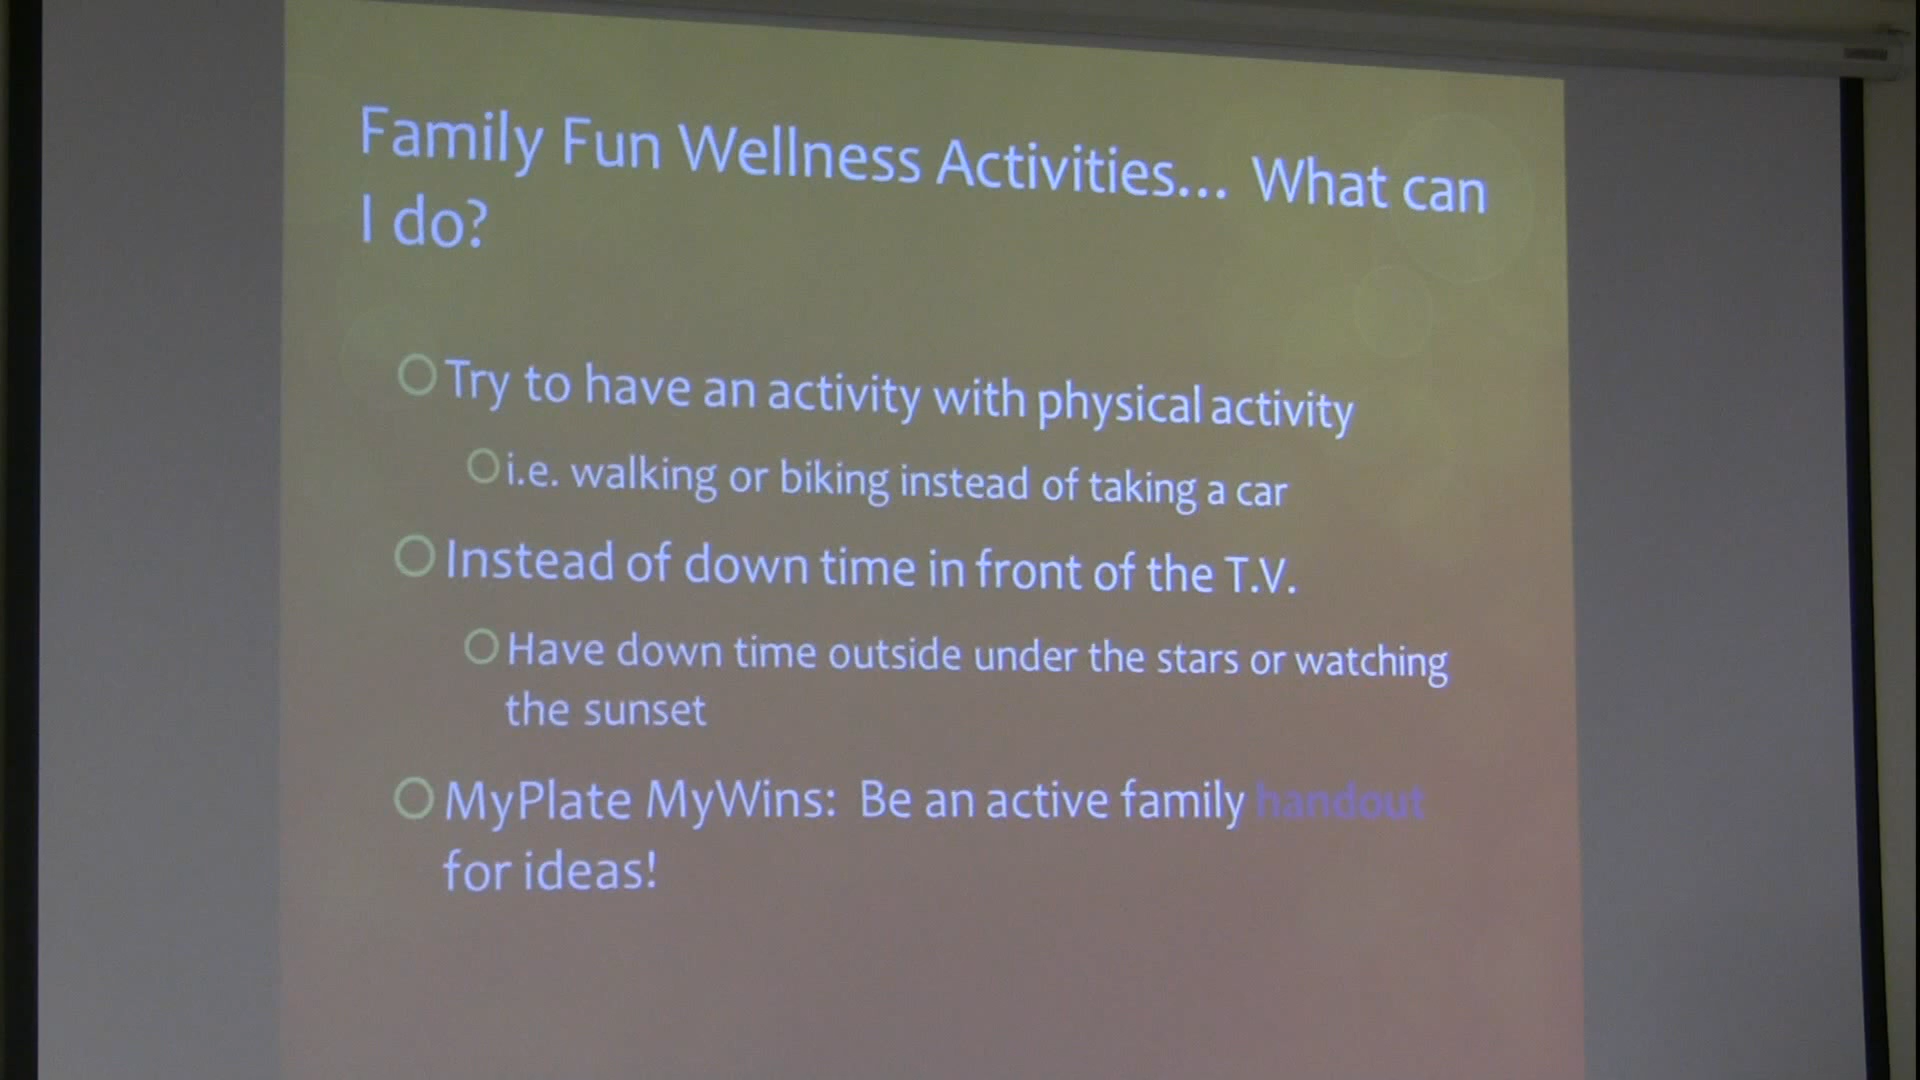 Family Fun Wellness Activities... What can
I do?
Try to have an activity with physical activity
i.e. walking or biking instead of taking a car
Instead of down time in front of the T.V.
Have down time outside under the stars or watching
the sunset
MyPlate MyWins: Be an active family handout
for ideas!